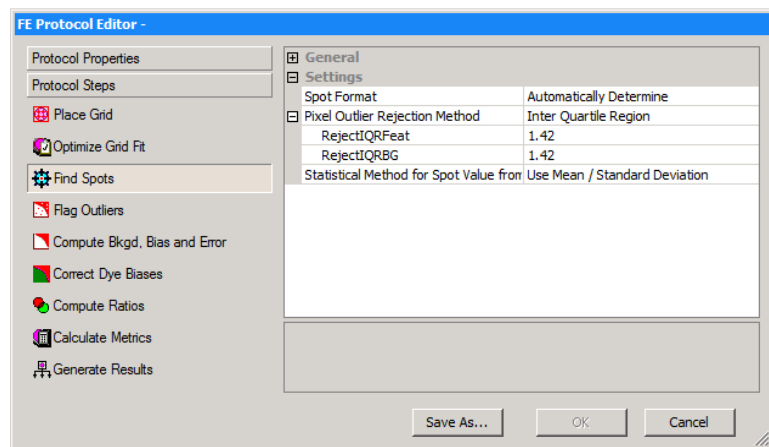 FE Protocol Editor -
Protocol Properties
Protocol Steps
Place Grid
Optimize Grid Fit
Find Spots
Flag Outliers
Compute Bkgd, Bias and Error
Correct Dye Biases
Compute Ratios
Calculate Metrics
Generate Results
General
Settings
Spot Format Automatically Determine
Pixel Outlier Rejection Method Inter Quartile Region
RejectIQRFeat 1.42
RejectIQRBG 1.42
Statistical Method for Spot Value from Use Mean / Standard Deviation
Save As... OK Cancel